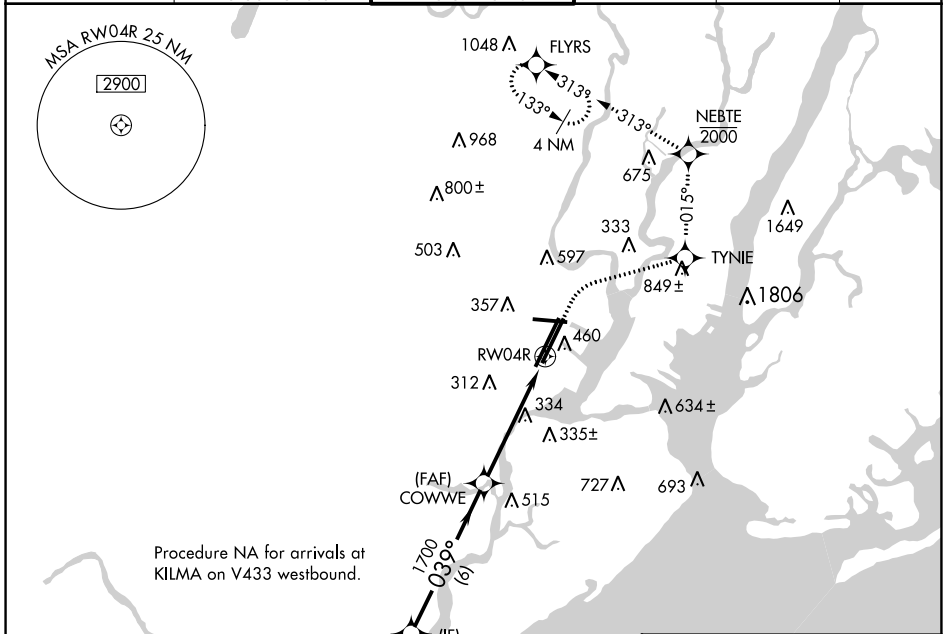 MSA RW04R 25 NM
2900
1048
FLYRS
313°
133°
4 NM
313°
NEBTE
2000
968
675
800±
015°
1649
503
597
333
TYNIE
849±
1806
357
460
RW04R
312
334
634±
335±
(FAF)
COWWE
515
727
693
1700
039°
(6)
Procedure NA for arrivals at
KILMA on V433 westbound.
(IF)